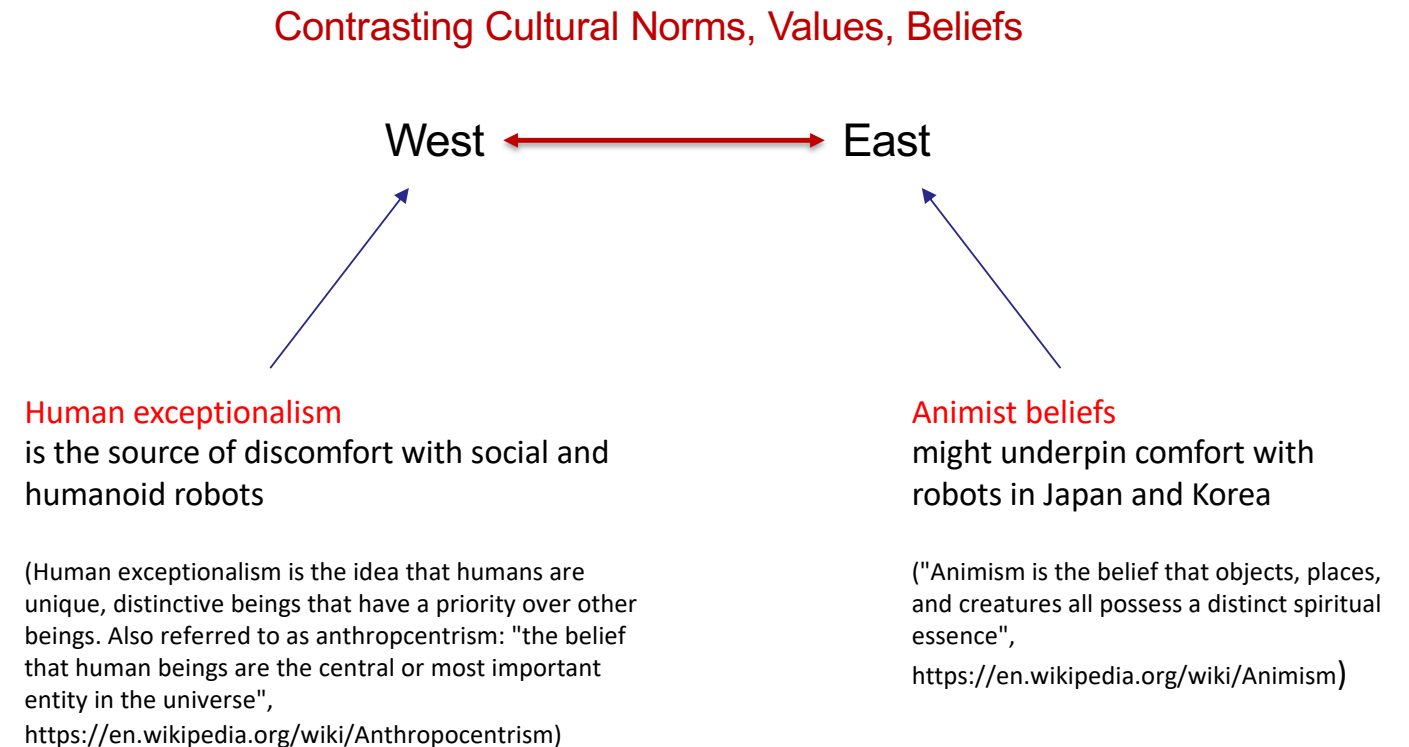 Contrasting Cultural Norms, Values, Beliefs
West
East
Human exceptionalism
is the source of discomfort with social and
humanoid robots
(Human exceptionalism is the idea that humans are
unique, distinctive beings that have a priority over other
beings. Also referred to as anthropcentrism: "the belief
that human beings are the central or most important
entity in the universe",
https://en.wikipedia.org/wiki/Anthropocentrism)
Animist beliefs
might underpin comfort with
robots in Japan and Korea
("Animism is the belief that objects, places,
and creatures all possess a distinct spiritual
essence",
https://en.wikipedia.org/wiki/Animism)